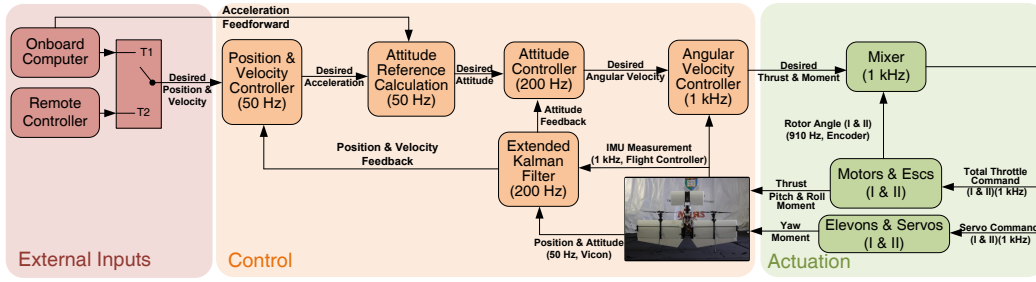 Acceleration
Feedforward
Onboard
Computer
T1
T2
Remote
Controller
Desired
Position &
Velocity
Position &
Velocity
Controller
(50 Hz)
Desired
Acceleration
Attitude
Reference
Calculation
(50 Hz)
Desired
Attitude
Attitude
Controller
(200 Hz)
Desired
Angular Velocity
Angular
Velocity
Controller
(1 kHz)
Desired
Thrust & Moment
Mixer
(1 kHz)
Attitude
Feedback
Rotor Angle (I & II)
(910 Hz, Encoder)
Position & Velocity
Feedback
Extended
Kalman
Filter
(200 Hz)
IMU Measurement
(1 kHz, Flight Controller)
Thrust
Pitch & Roll
Moment
Motors & Escs
(I & II)
Total Throttle
Command
(I & II)(1 kHz)
Position & Attitude
(50 Hz, Vicon)
Yaw
Moment
Elevons & Servos
(I & II)
Servo Command
(I & II)(1 kHz)
External Inputs
Control
Actuation